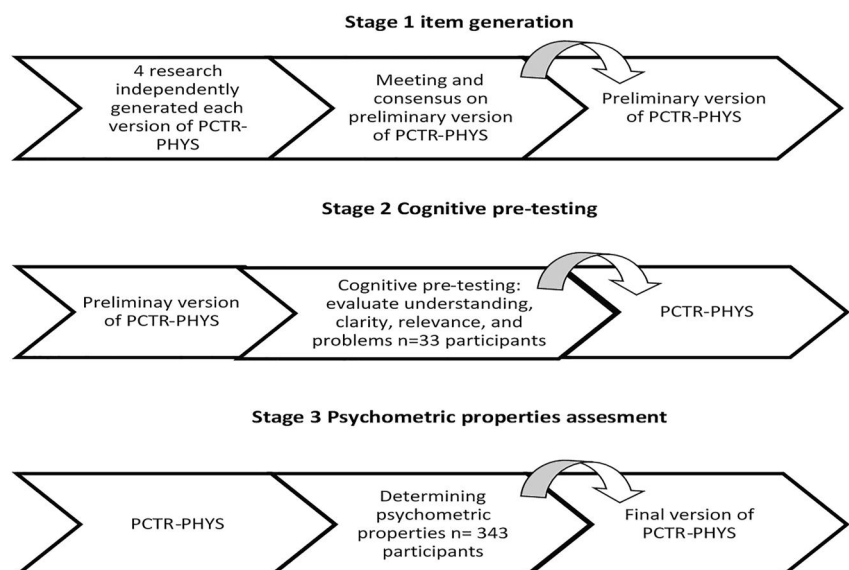 Stage 1 item generation
4 research
independently
generated each
version of PCTR-
PHYS
Meeting and
consensus on
preliminary version
of PCTR-PHYS
Preliminary version
of PCTR-PHYS
Stage 2 Cognitive pre-testing
Preliminay version
of PCTR-PHYS
Cognitive pre-testing:
evaluate understanding,
clarity, relevance, and
problems n=33 participants
PCTR-PHYS
Stage 3 Psychometric properties assesment
PCTR-PHYS
Determining
psychometric
properties n= 343
participants
Final version of
PCTR-PHYS